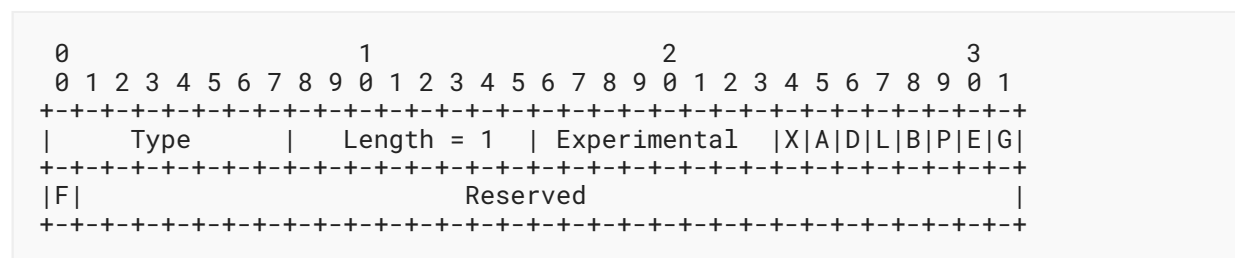 0                   1                   2                   3
 0 1 2 3 4 5 6 7 8 9 0 1 2 3 4 5 6 7 8 9 0 1 2 3 4 5 6 7 8 9 0 1
+-+-+-+-+-+-+-+-+-+-+-+-+-+-+-+-+-+-+-+-+-+-+-+-+-+-+-+-+-+-+-+-+
|     Type      |   Length = 1  | Experimental  |X|A|D|L|B|P|E|G|
+-+-+-+-+-+-+-+-+-+-+-+-+-+-+-+-+-+-+-+-+-+-+-+-+-+-+-+-+-+-+-+-+
|F|                         Reserved                            |
+-+-+-+-+-+-+-+-+-+-+-+-+-+-+-+-+-+-+-+-+-+-+-+-+-+-+-+-+-+-+-+-+